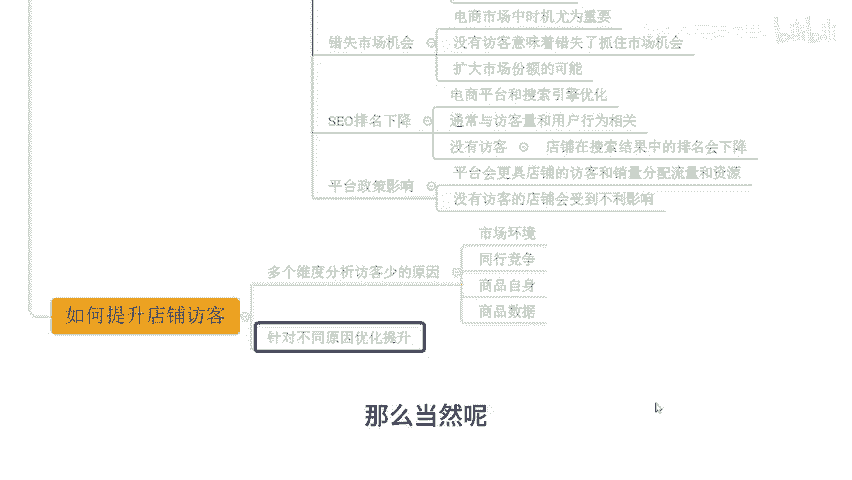 电商市场中时机尤为重要
错失市场机会
没有访客意味着错失了抓住市场机会
扩大市场份额的可能
电商平台和搜索引擎优化
SEO排名下降
通常与访客量和用户行为相关
没有访客 店铺在搜索结果中的排名会下降
平台会更具店铺的访客和销量分配流量和资源
平台政策影响
没有访客的店铺会受到不利影响
市场环境
多个维度分析访客少的原因
同行竞争
商品自身
商品数据
如何提升店铺访客
针对不同原因优化提升
那么当然呢
bilibili